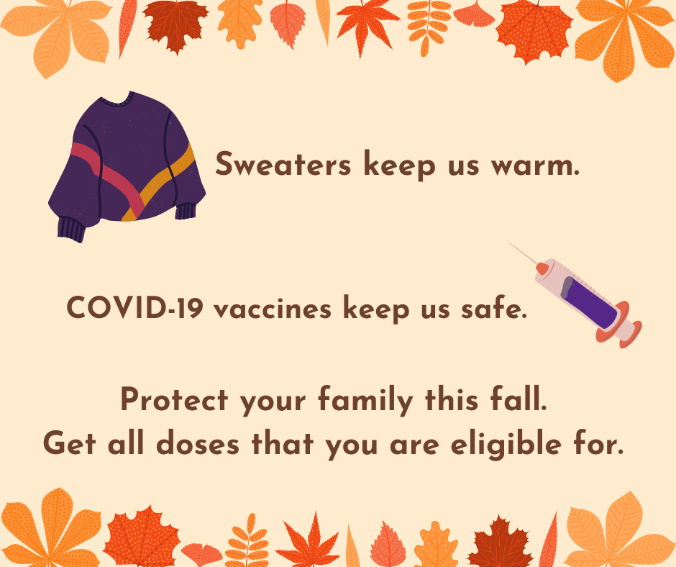 Sweaters keep us warm.
COVID-19 vaccines keep us safe.
Protect your family this fall.
Get all doses that you are eligible for.